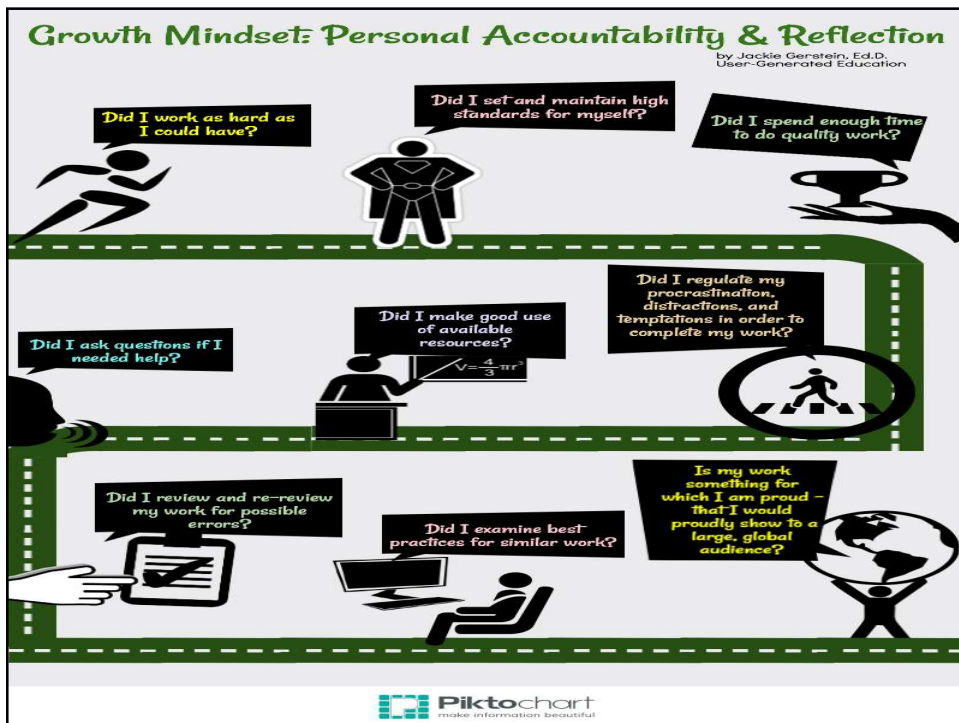 Growth Mindset: Personal Accountability & Reflection
by Jackie Gerstein, Ed.D.
User-Generated Education
Did I work as hard as
I could have?
Did I set and maintain high
standards for myself?
Did I spend enough time
to do quality work?
Did I regulate my
procrastination,
distractions, and
temptations in order to
complete my work?
Did I make good use
of available
resources?
V=4/3 πr³
Did I ask questions if I
needed help?
Did I review and re-review
my work for possible
errors?
Did I examine best
practices for similar work?
Is my work
something for
which I am proud -
that I would
proudly show to a
large, global
audience?
Piktochart
make information beautiful